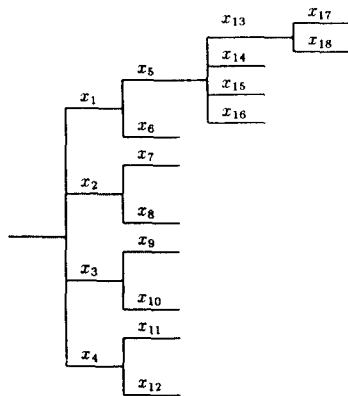 x₁₇
x₁₃
x₁₈
x₁₄
x₅
x₁₅
x₁
x₁₆
x₆
x₇
x₂
x₈
x₉
x₃
x₁₀
x₁₁
x₄
x₁₂